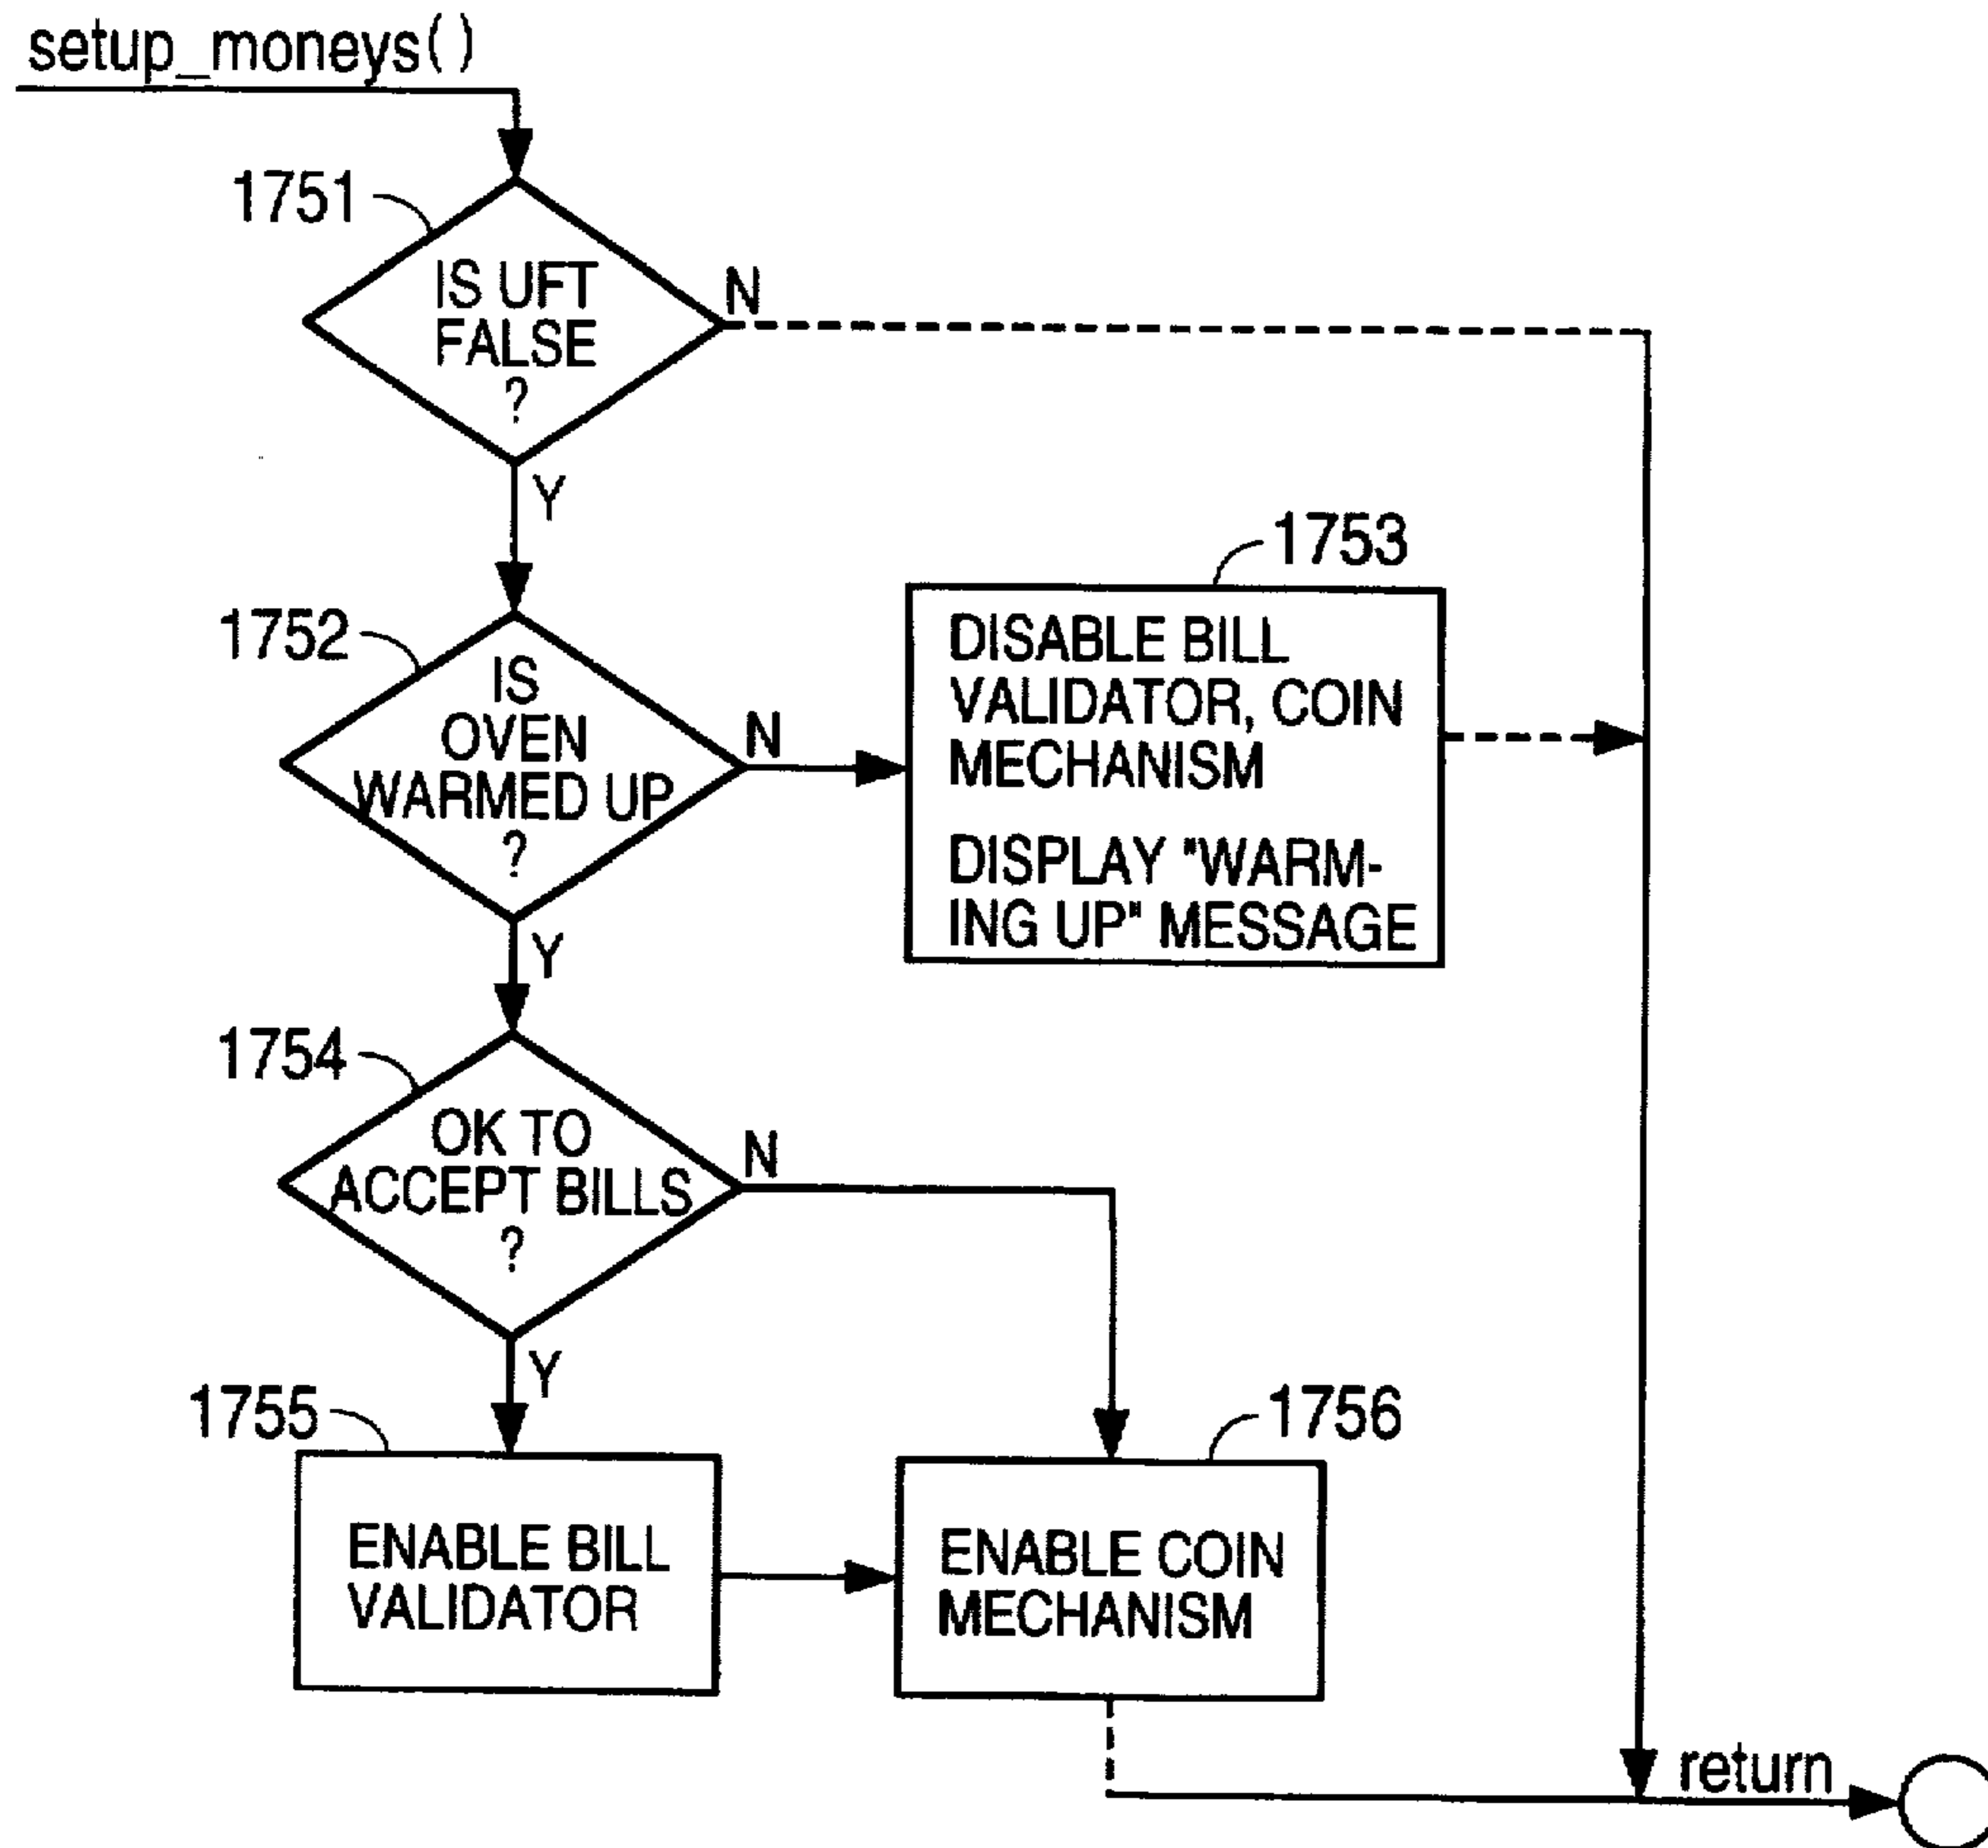 setup_moneys()
1751
IS UFT
FALSE
?
N
Y
1752
IS
OVEN
WARMED UP
?
N
Y
1753
DISABLE BILL
VALIDATOR, COIN
MECHANISM
DISPLAY "WARM-
ING UP" MESSAGE
1754
OK TO
ACCEPT BILLS
?
N
Y
1755
ENABLE BILL
VALIDATOR
1756
ENABLE COIN
MECHANISM
return